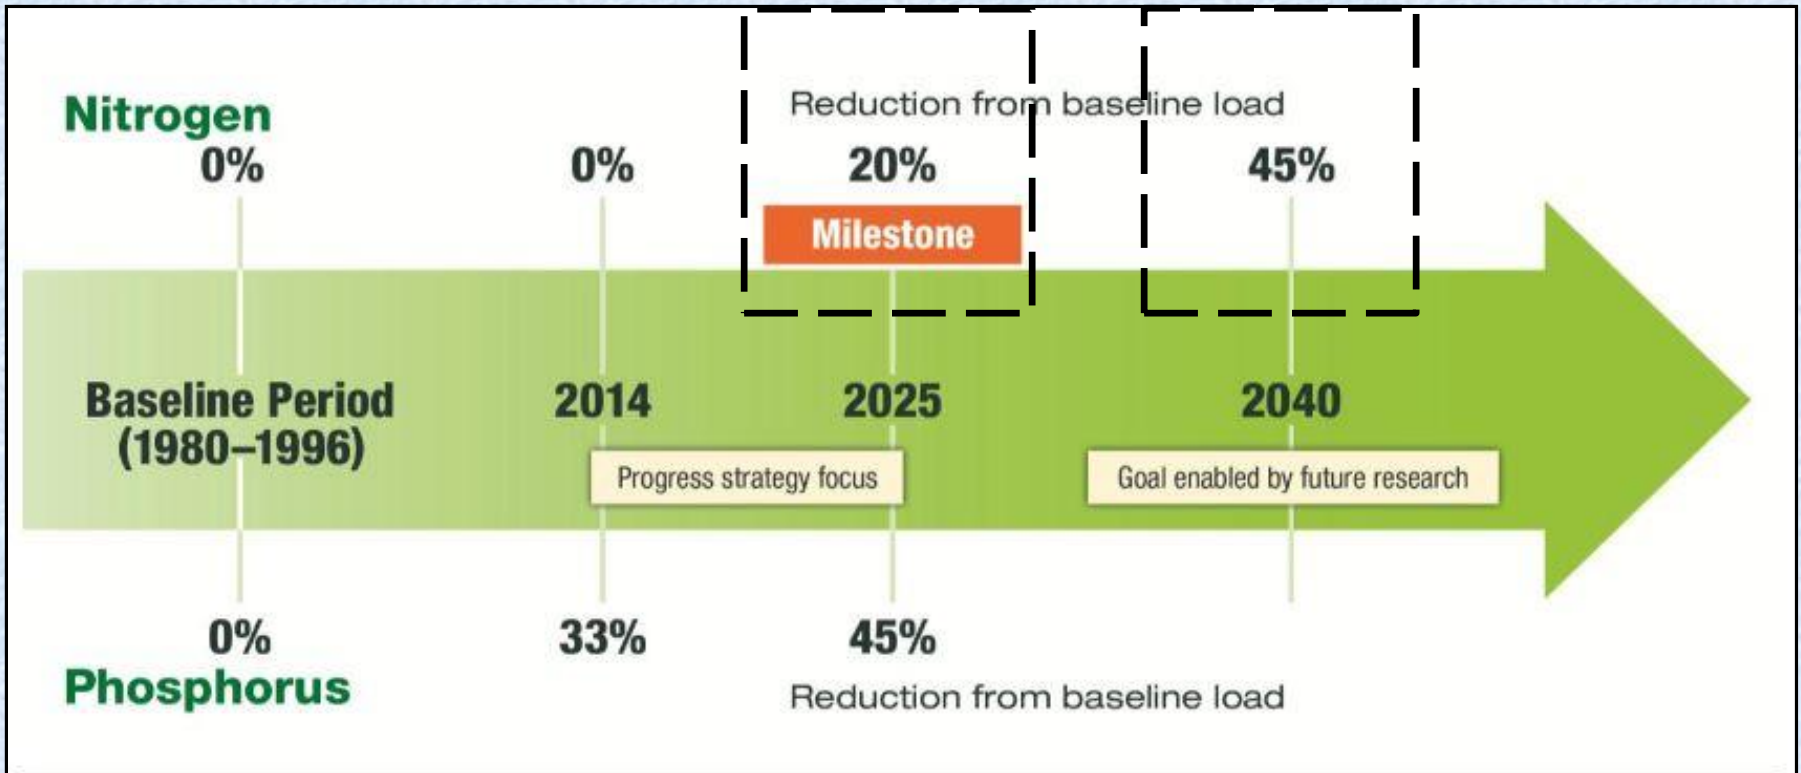 Nitrogen
Reduction from baseline load
0% 0% 20% 45%
Milestone
Baseline Period 2014 2025 2040
(1980–1996)
Progress strategy focus Goal enabled by future research
0% 33% 45%
Phosphorus
Reduction from baseline load